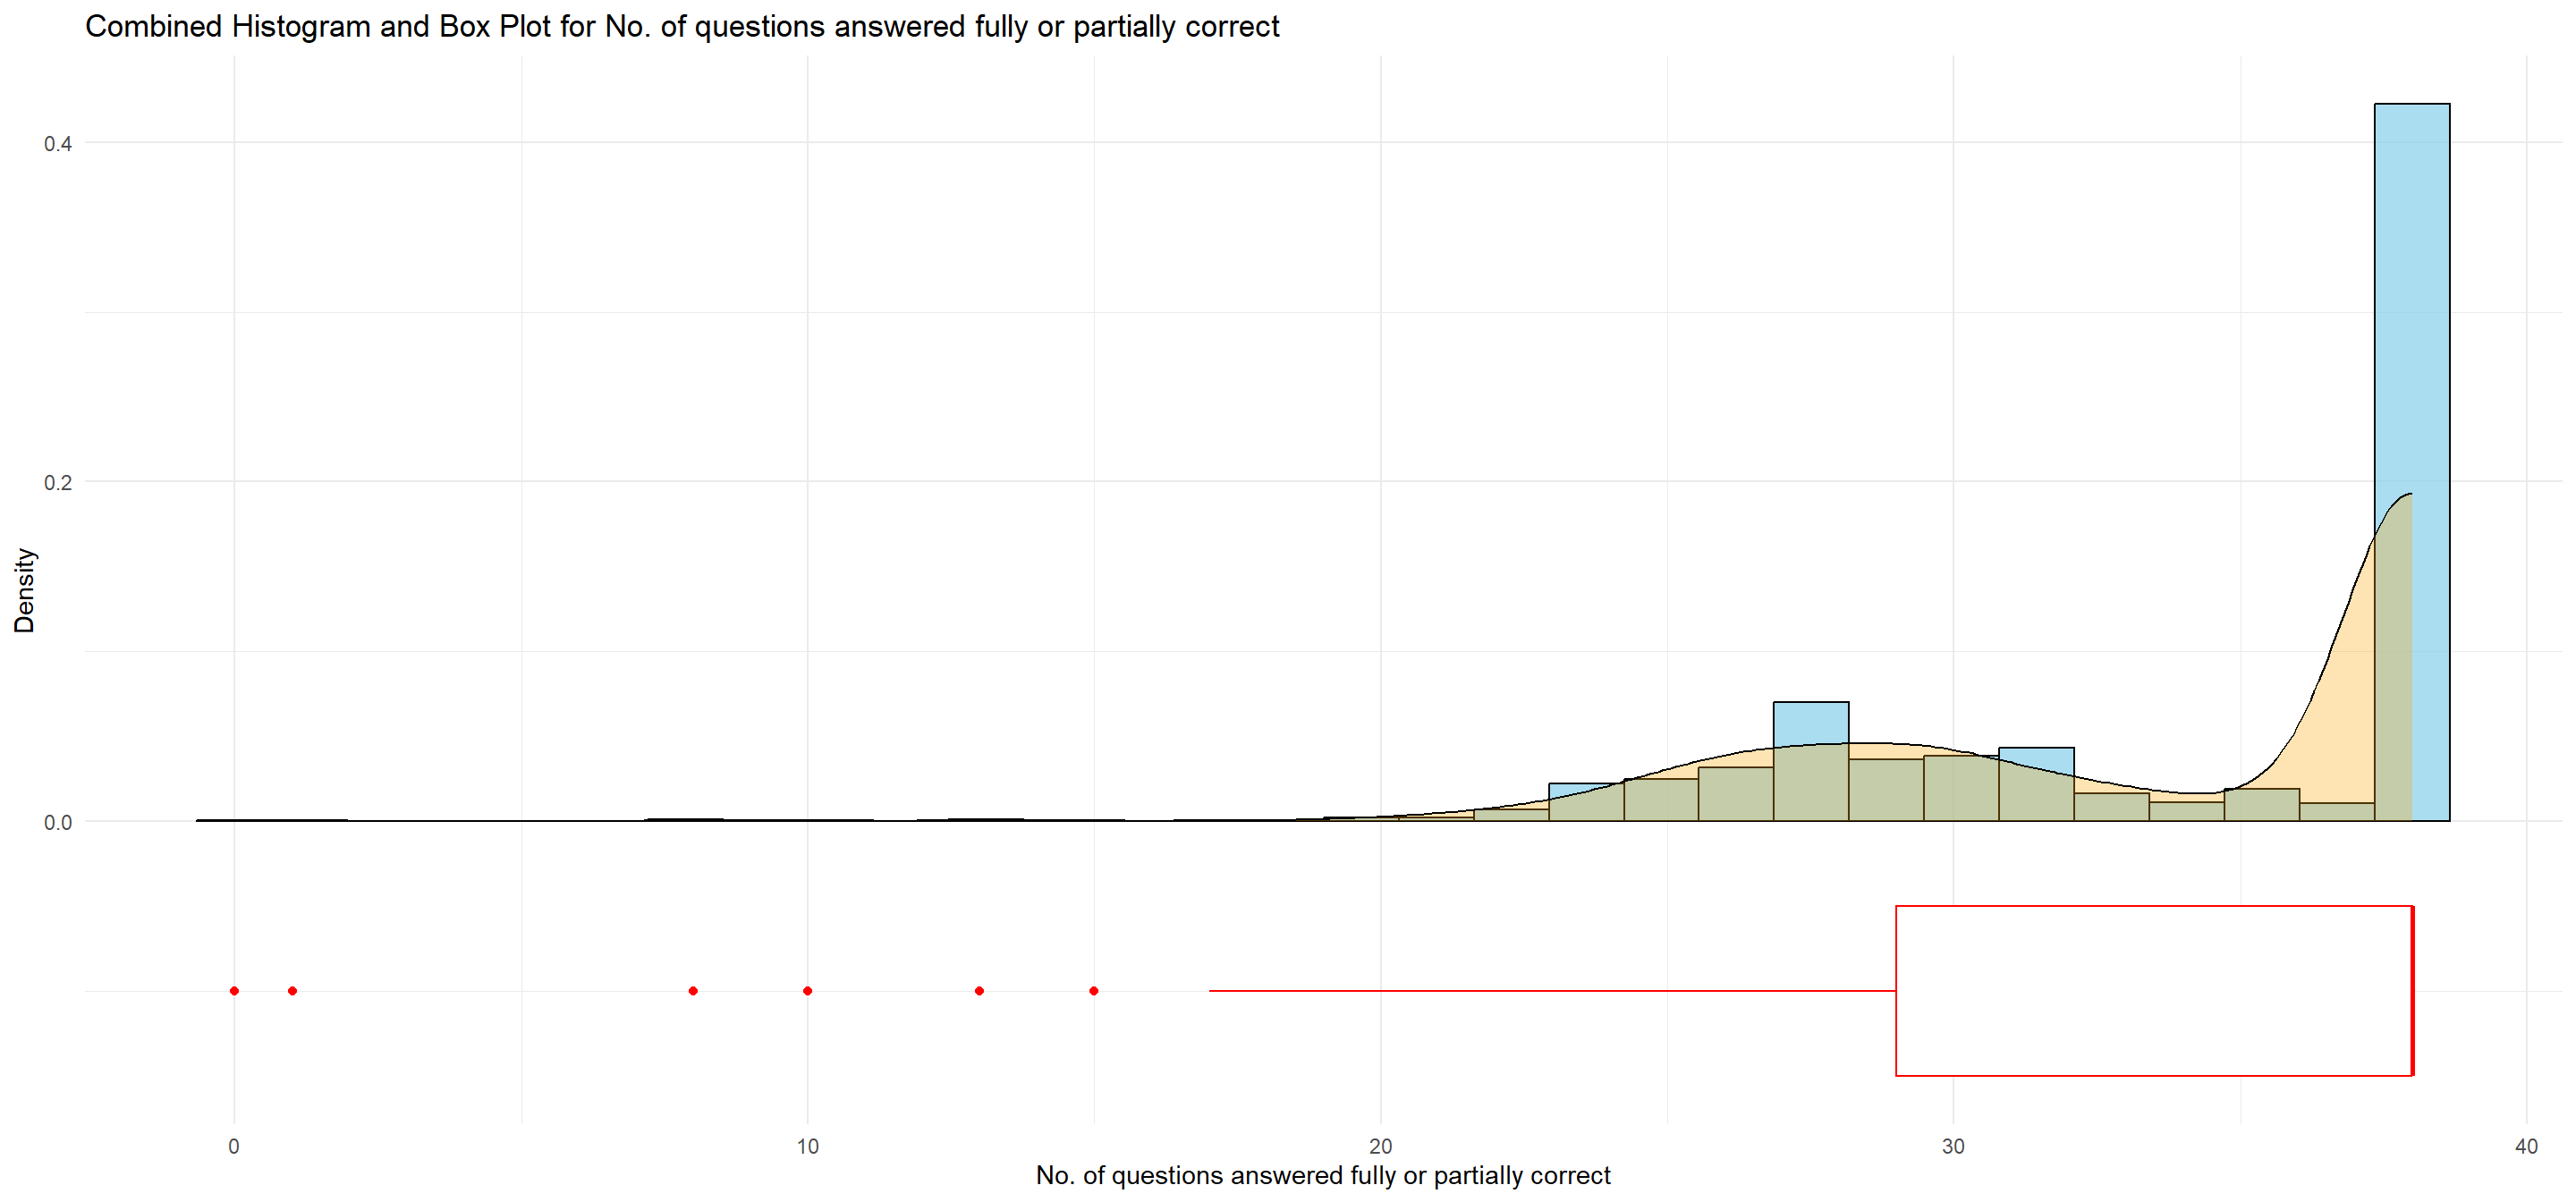 Combined Histogram and Box Plot for No. of questions answered fully or partially correct
0.4
0.2
0.0
Density
0 10 20 30 40
No. of questions answered fully or partially correct